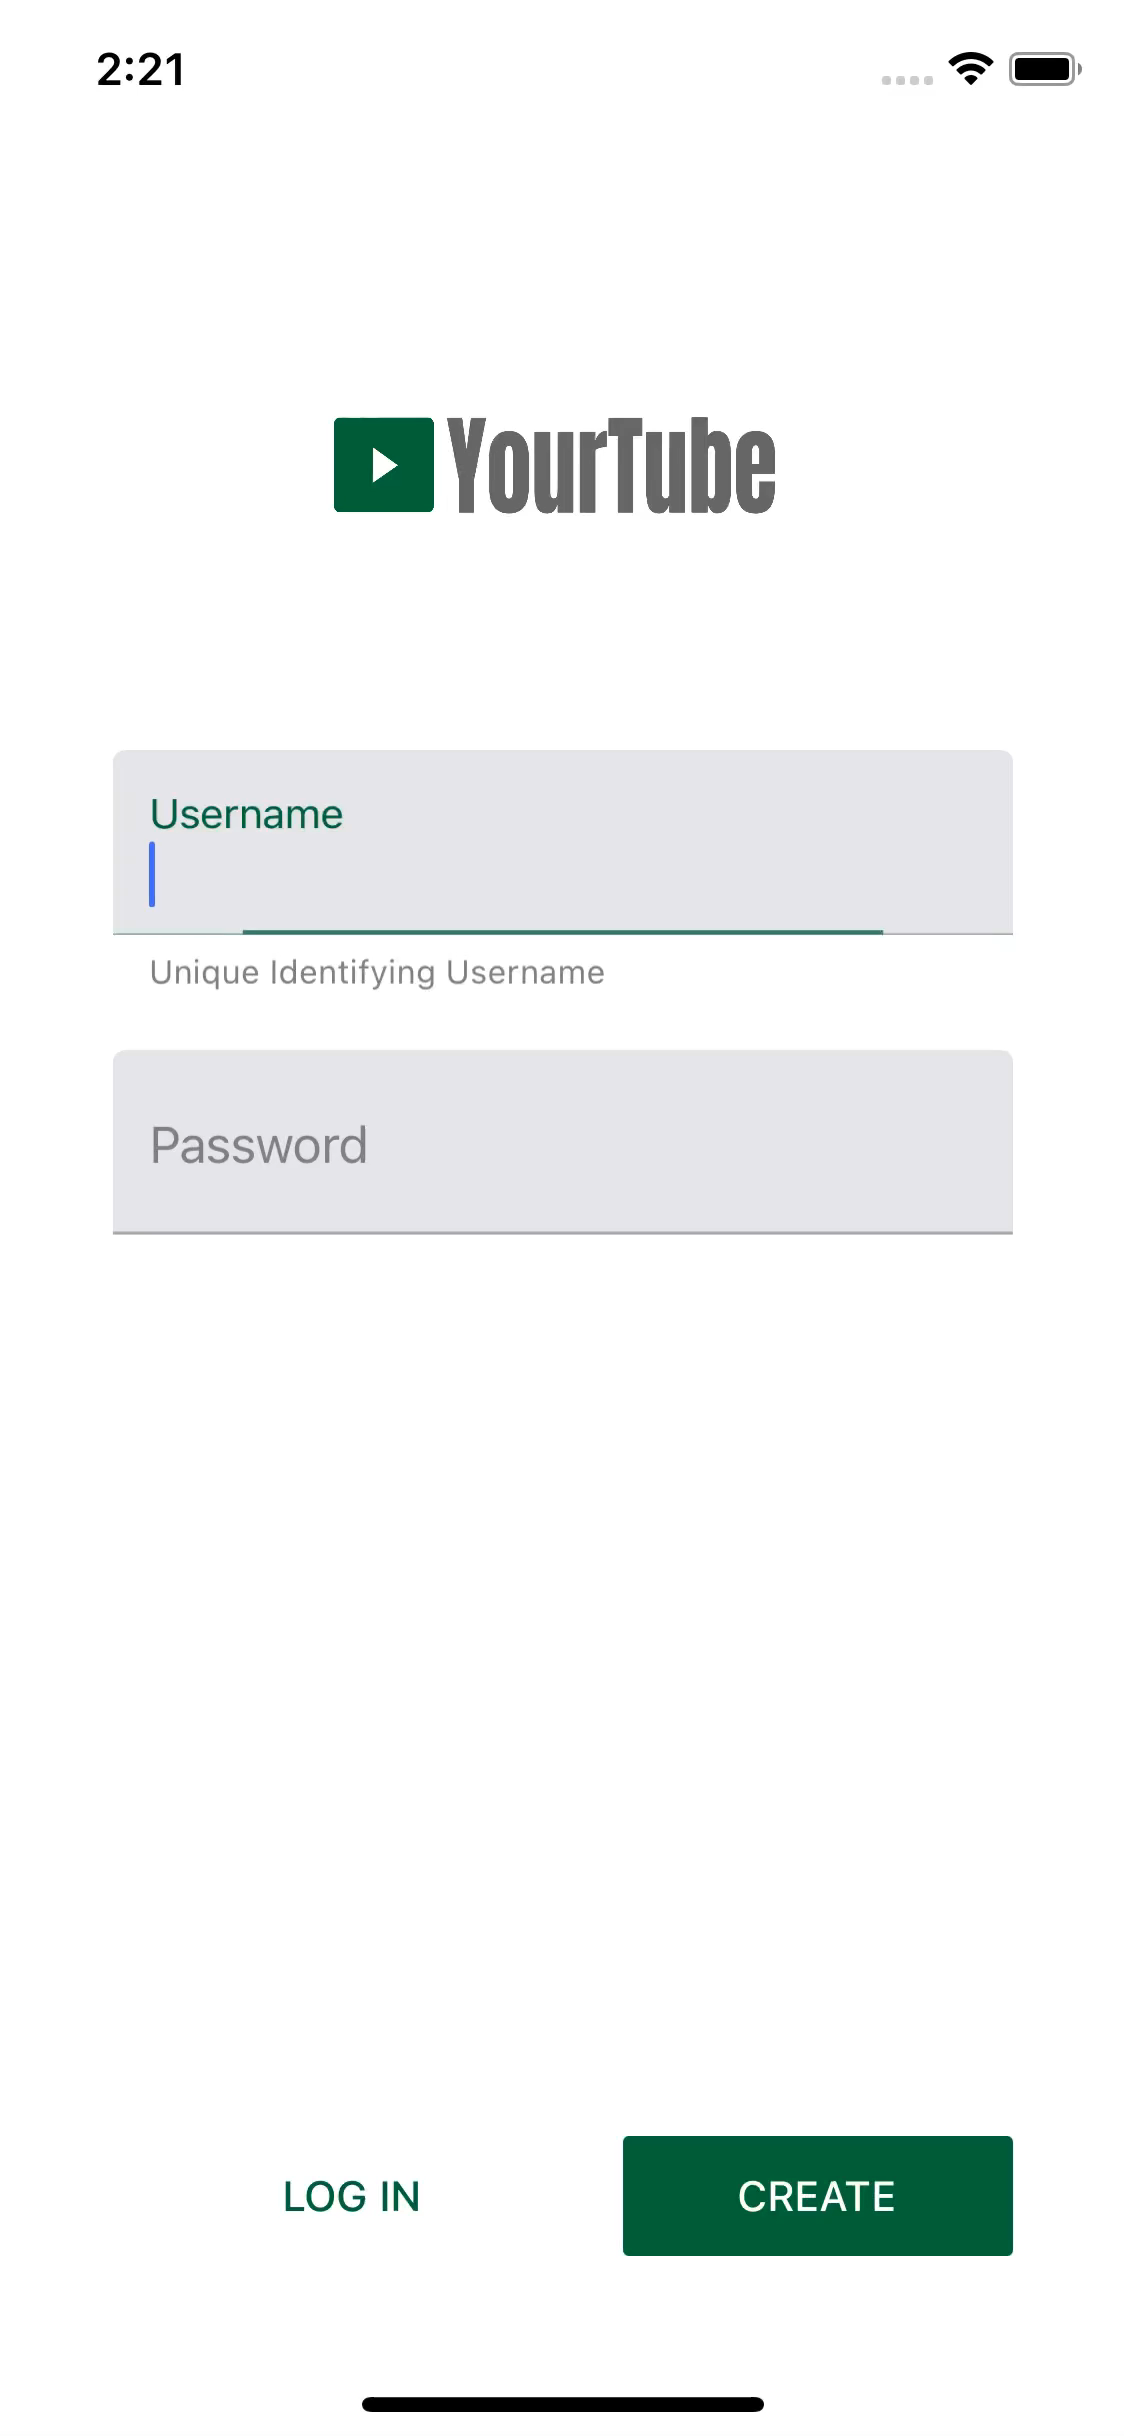 2:21
YourTube
Username
Unique Identifying Username
Password
LOG IN
CREATE